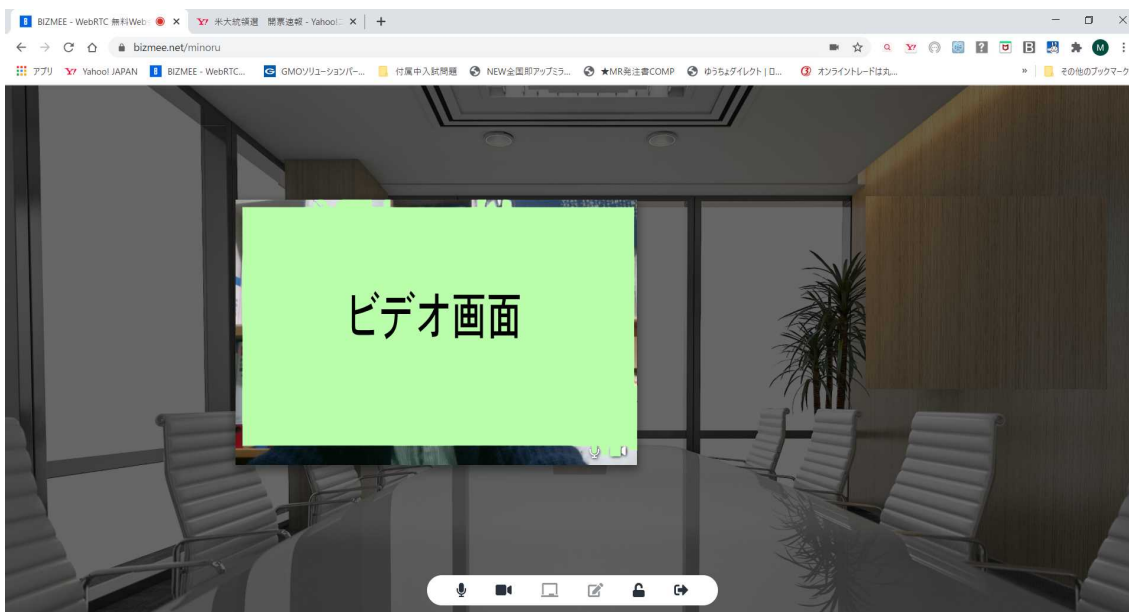 BIZMEE - WebRTC 無料Web
米大統領選 開票速報 - Yahoo!
bizmee.net/minoru
アプリ
Yahoo! JAPAN
BIZMEE - WebRTC...
GMOソリューションパー...
付属中入試問題
NEW全国即アップミラ...
★MR発注書COMP
ゆうちょダイレクト | ロ...
オンライントレードは丸...
»
その他のブックマーク
ビデオ画面